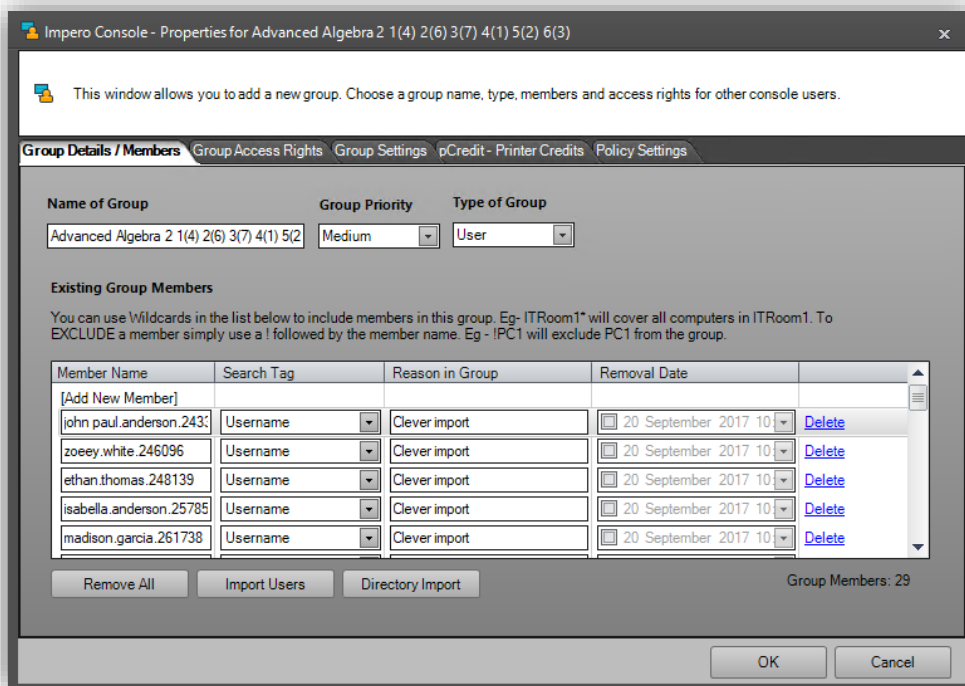 Impero Console - Properties for Advanced Algebra 2 1(4) 2(6) 3(7) 4(1) 5(2) 6(3)
This window allows you to add a new group. Choose a group name, type, members and access rights for other console users.
Group Details / Members Group Access Rights Group Settings pCredit - Printer Credits Policy Settings
Name of Group Group Priority Type of Group
Advanced Algebra 2 1(4) 2(6) 3(7) 4(1) 5(2 Medium User
Existing Group Members
You can use Wildcards in the list below to include members in this group. Eg- ITRoom1* will cover all computers in ITRoom1. To
EXCLUDE a member simply use a ! followed by the member name. Eg - !PC1 will exclude PC1 from the group.
Member Name Search Tag Reason in Group Removal Date
[Add New Member]
john paul.anderson.243 Username Clever import 20 September 2017 10: Delete
zoeey.white.246096 Username Clever import 20 September 2017 10: Delete
ethan.thomas.248139 Username Clever import 20 September 2017 10: Delete
isabella.anderson.25785 Username Clever import 20 September 2017 10: Delete
madison.garcia.261738 Username Clever import 20 September 2017 10: Delete
Remove All Import Users Directory Import Group Members: 29
OK Cancel